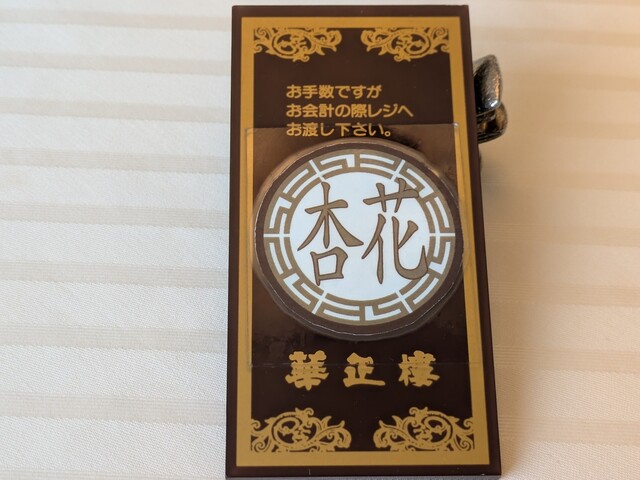 お手数ですが
お会計の際レジへ
お渡し下さい。
杏花
華正樓